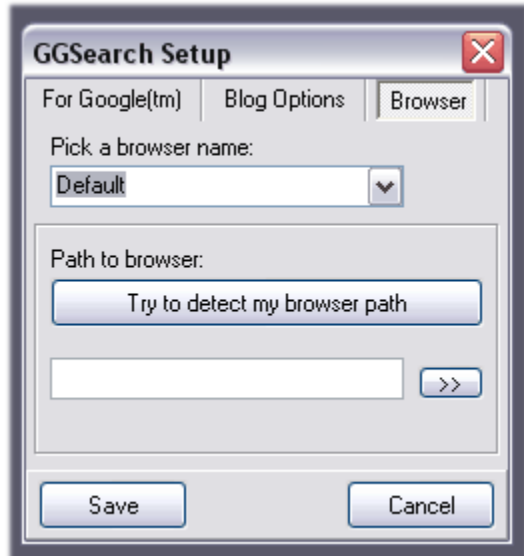 GGSearch Setup
For Google(tm) Blog Options Browser
Pick a browser name:
Default
Path to browser:
Try to detect my browser path
>>
Save Cancel